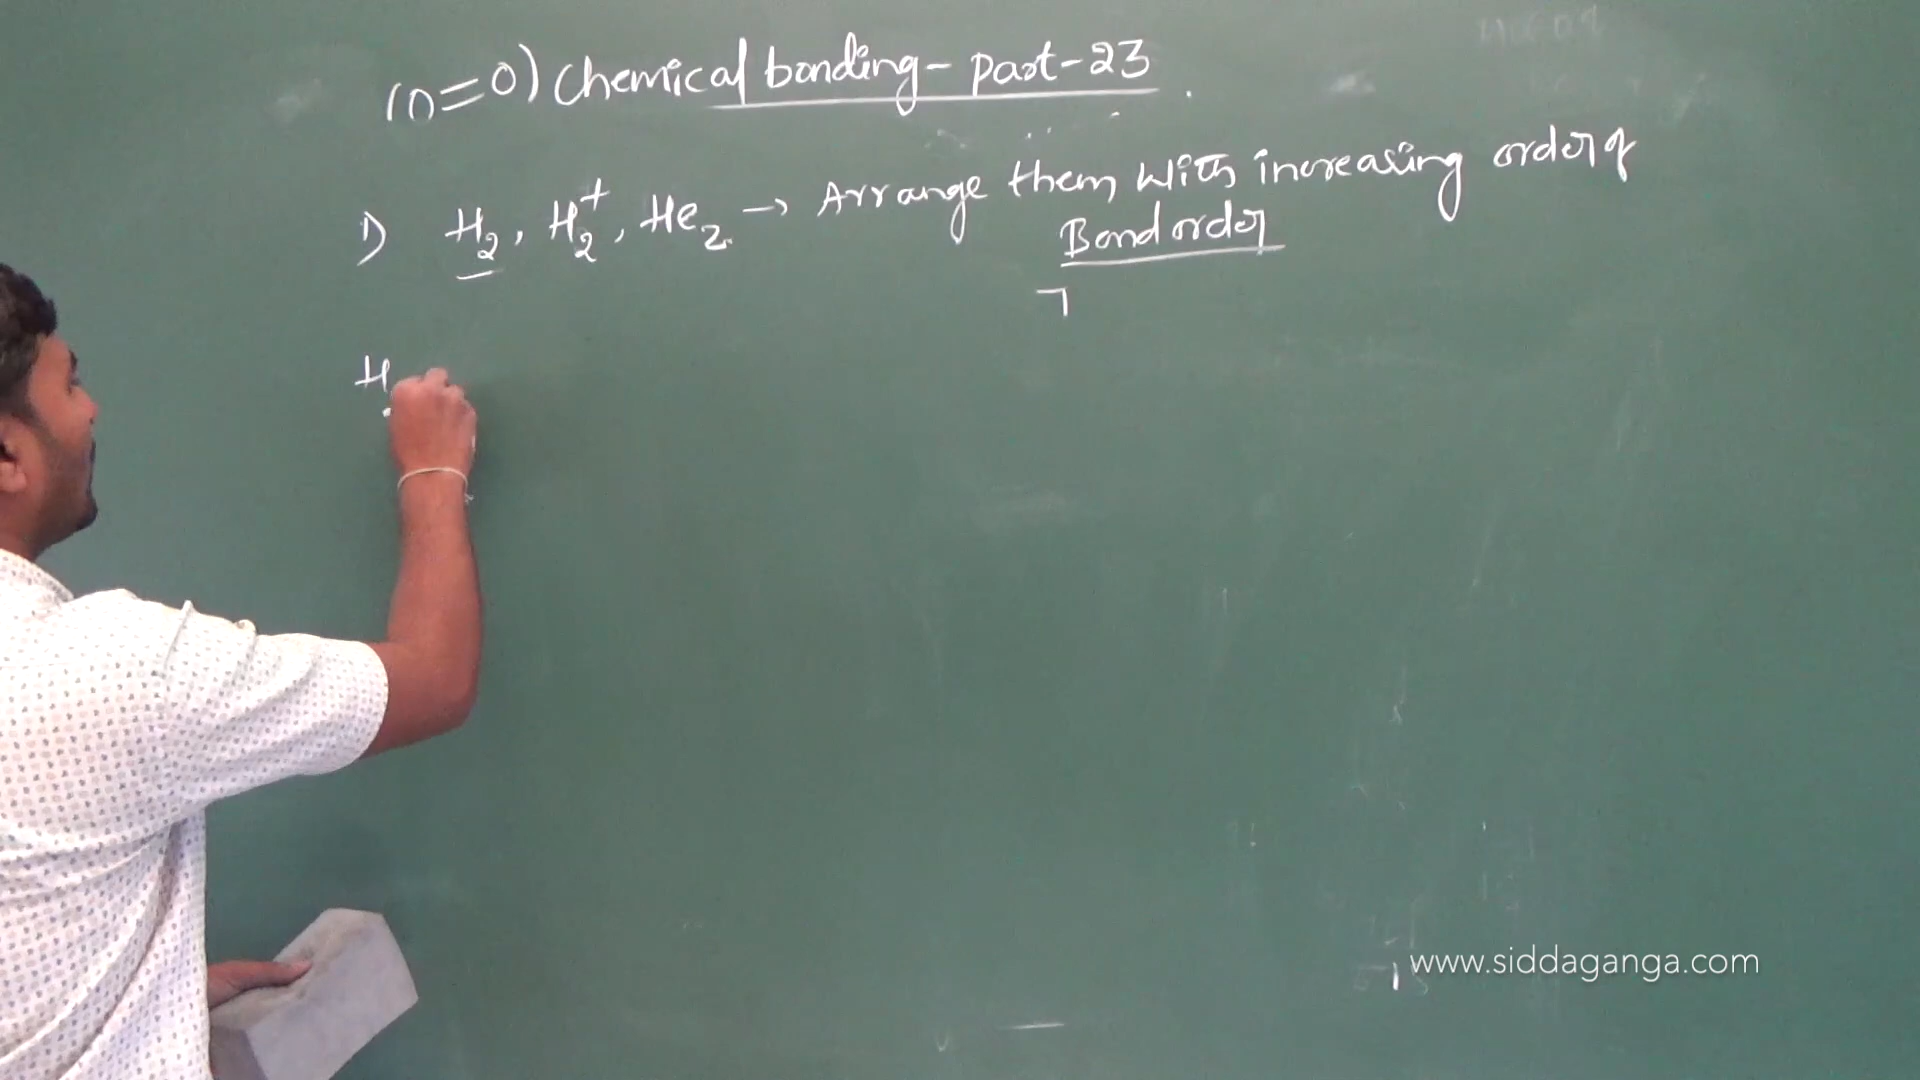 (n=0) Chemical bonding - Part-23
1) H₂, H₂⁺, He₂ → Arrange them with increasing order of
Bond order
H
www.siddaganga.com